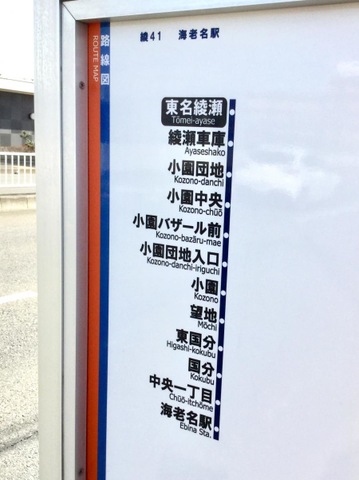 綾41 海老名駅
路線図
ROUTE MAP
東名綾瀬
Tōmei-ayase
綾瀬車庫
Ayaseshako
小園団地
Kozono-danchi
小園中央
Kozono-chūō
小園バザール前
Kozono-bazāru-mae
小園団地入口
Kozono-danchi-iriguchi
小園
Kozono
望地
Mōchi
東国分
Higashi-kokubu
国分
Kokubu
中央一丁目
Chūō-itchōme
海老名駅
Ebina Sta.